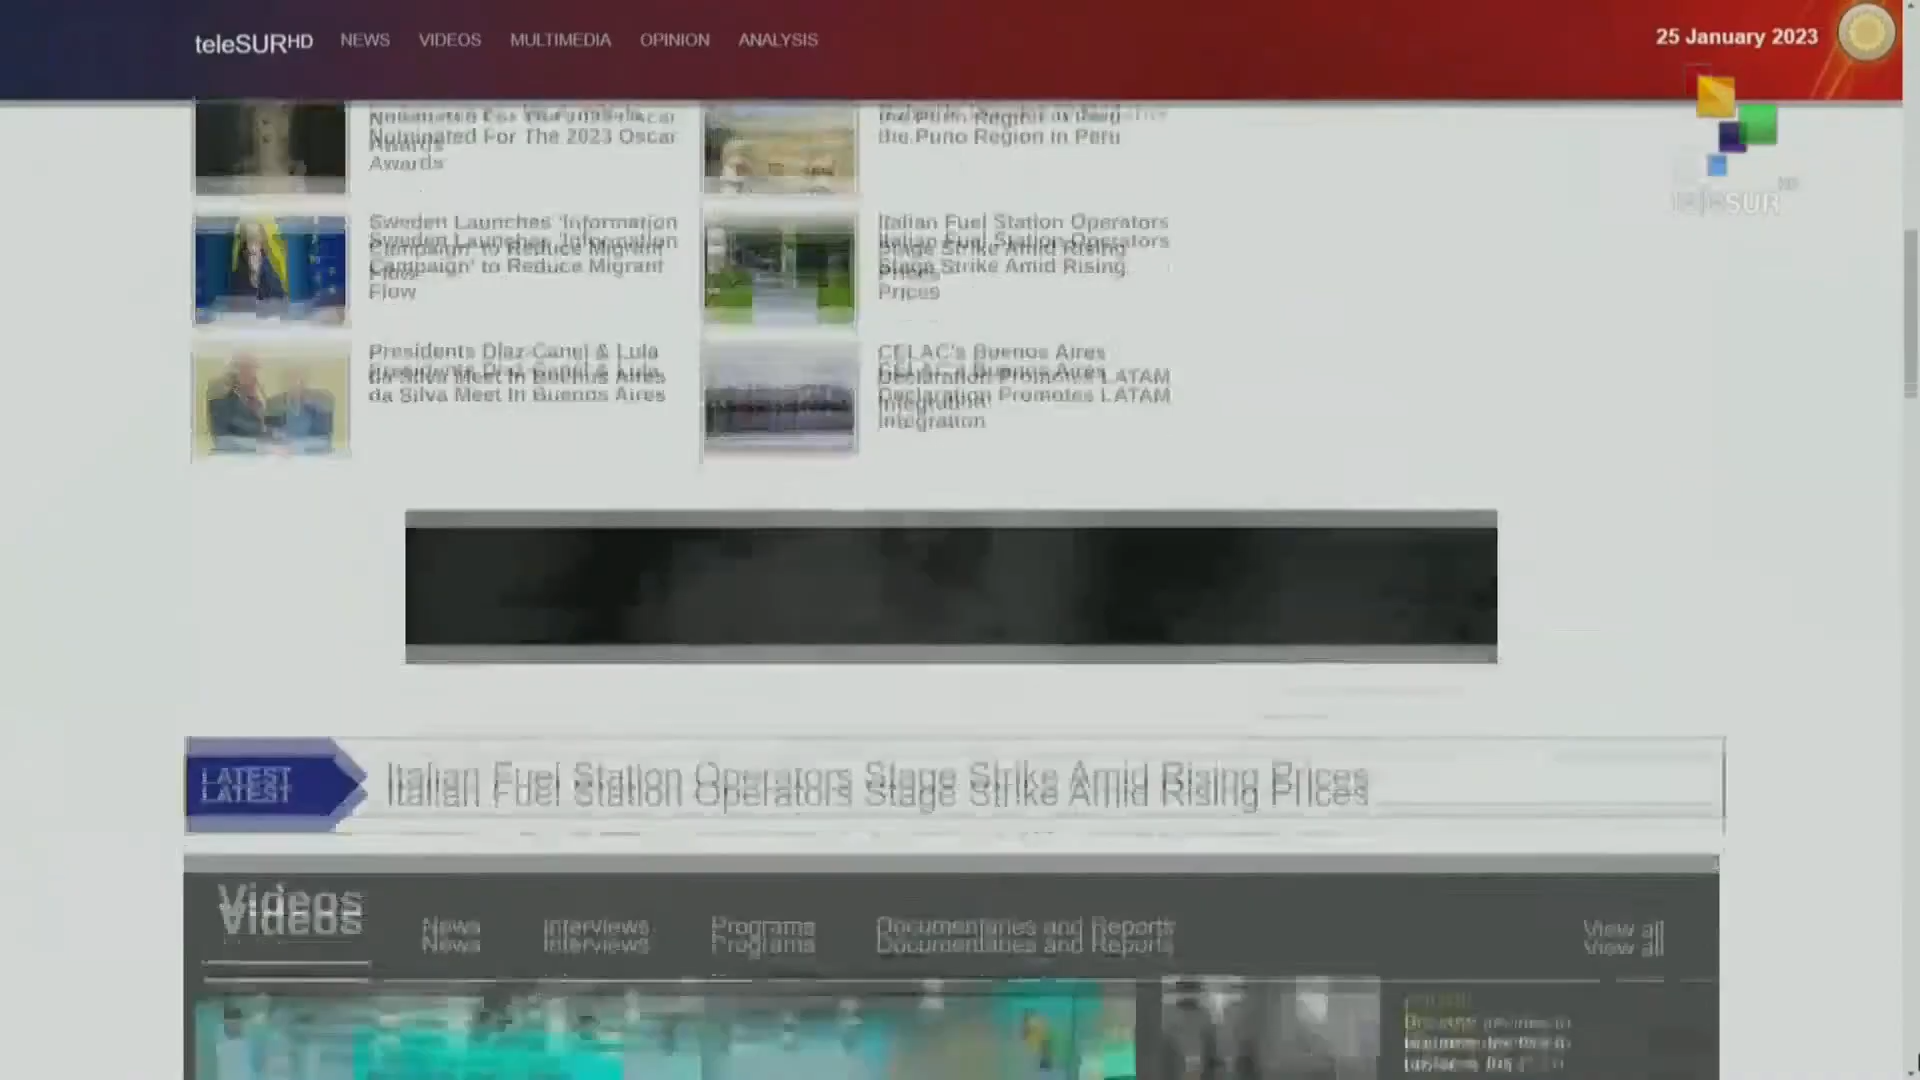 teleSURHD NEWS VIDEOS MULTIMEDIA OPINION ANALYSIS 25 January 2023
Nominated For The 2023 Oscar
Awards
the Puno Region in Peru
teleSUR HD
Sweden Launches 'Information
Campaign' to Reduce Migrant
Flow
Italian Fuel Station Operators
Stage Strike Amid Rising
Prices
Presidents Diaz-Canel & Lula
da Silva Meet In Buenos Aires
CELAC's Buenos Aires
Declaration Promotes LATAM
Integration
LATEST Italian Fuel Station Operators Stage Strike Amid Rising Prices
Videos News Interviews Programs Documentaries and Reports View all